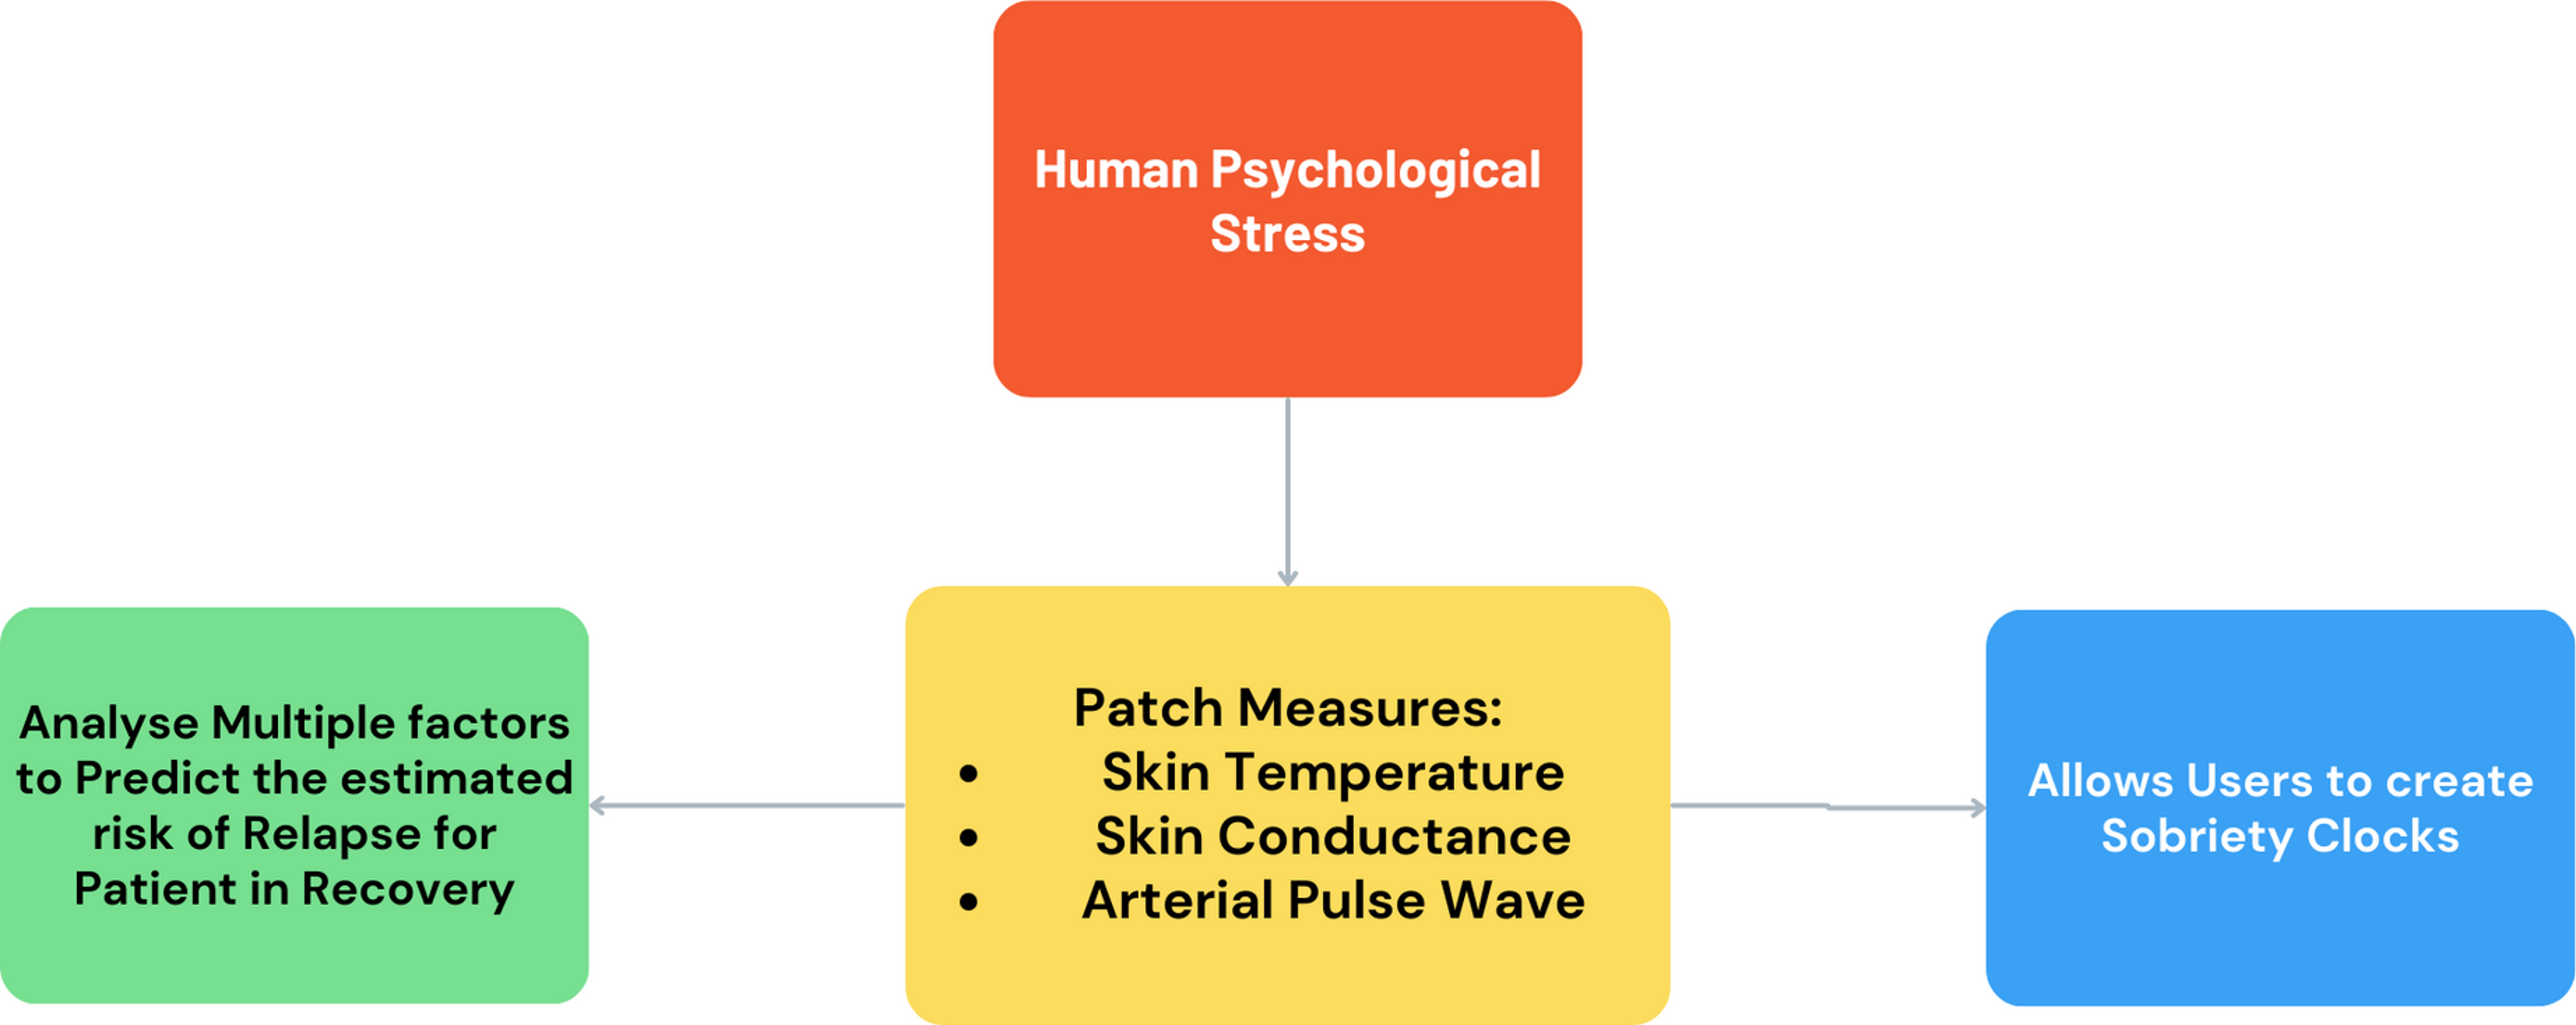 Human Psychological
Stress
Analyse Multiple factors
to Predict the estimated
risk of Relapse for
Patient in Recovery
Patch Measures:
• Skin Temperature
• Skin Conductance
• Arterial Pulse Wave
Allows Users to create
Sobriety Clocks